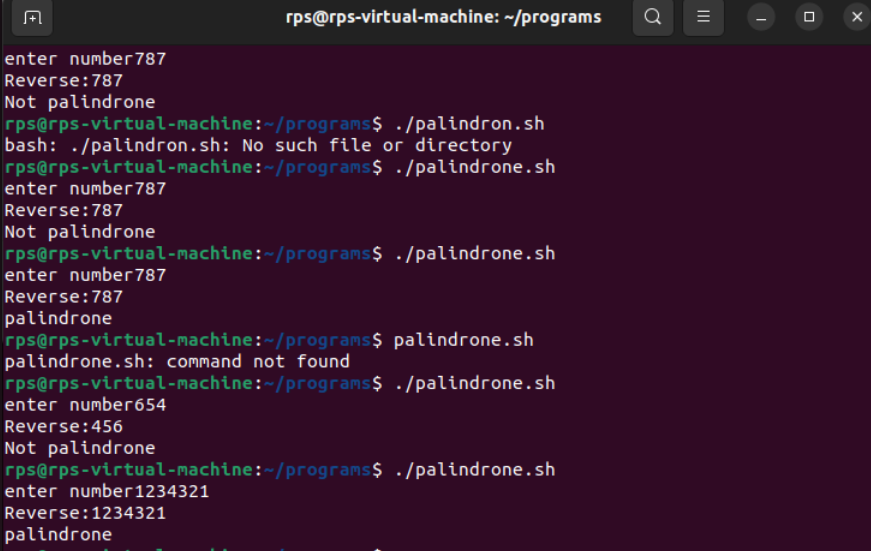 rps@rps-virtual-machine: ~/programs
enter number787
Reverse:787
Not palindrone
rps@rps-virtual-machine:~/programs$ ./palindron.sh
bash: ./palindron.sh: No such file or directory
rps@rps-virtual-machine:~/programs$ ./palindrone.sh
enter number787
Reverse:787
Not palindrone
rps@rps-virtual-machine:~/programs$ ./palindrone.sh
enter number787
Reverse:787
palindrone
rps@rps-virtual-machine:~/programs$ palindrone.sh
palindrone.sh: command not found
rps@rps-virtual-machine:~/programs$ ./palindrone.sh
enter number654
Reverse:456
Not palindrone
rps@rps-virtual-machine:~/programs$ ./palindrone.sh
enter number1234321
Reverse:1234321
palindrone